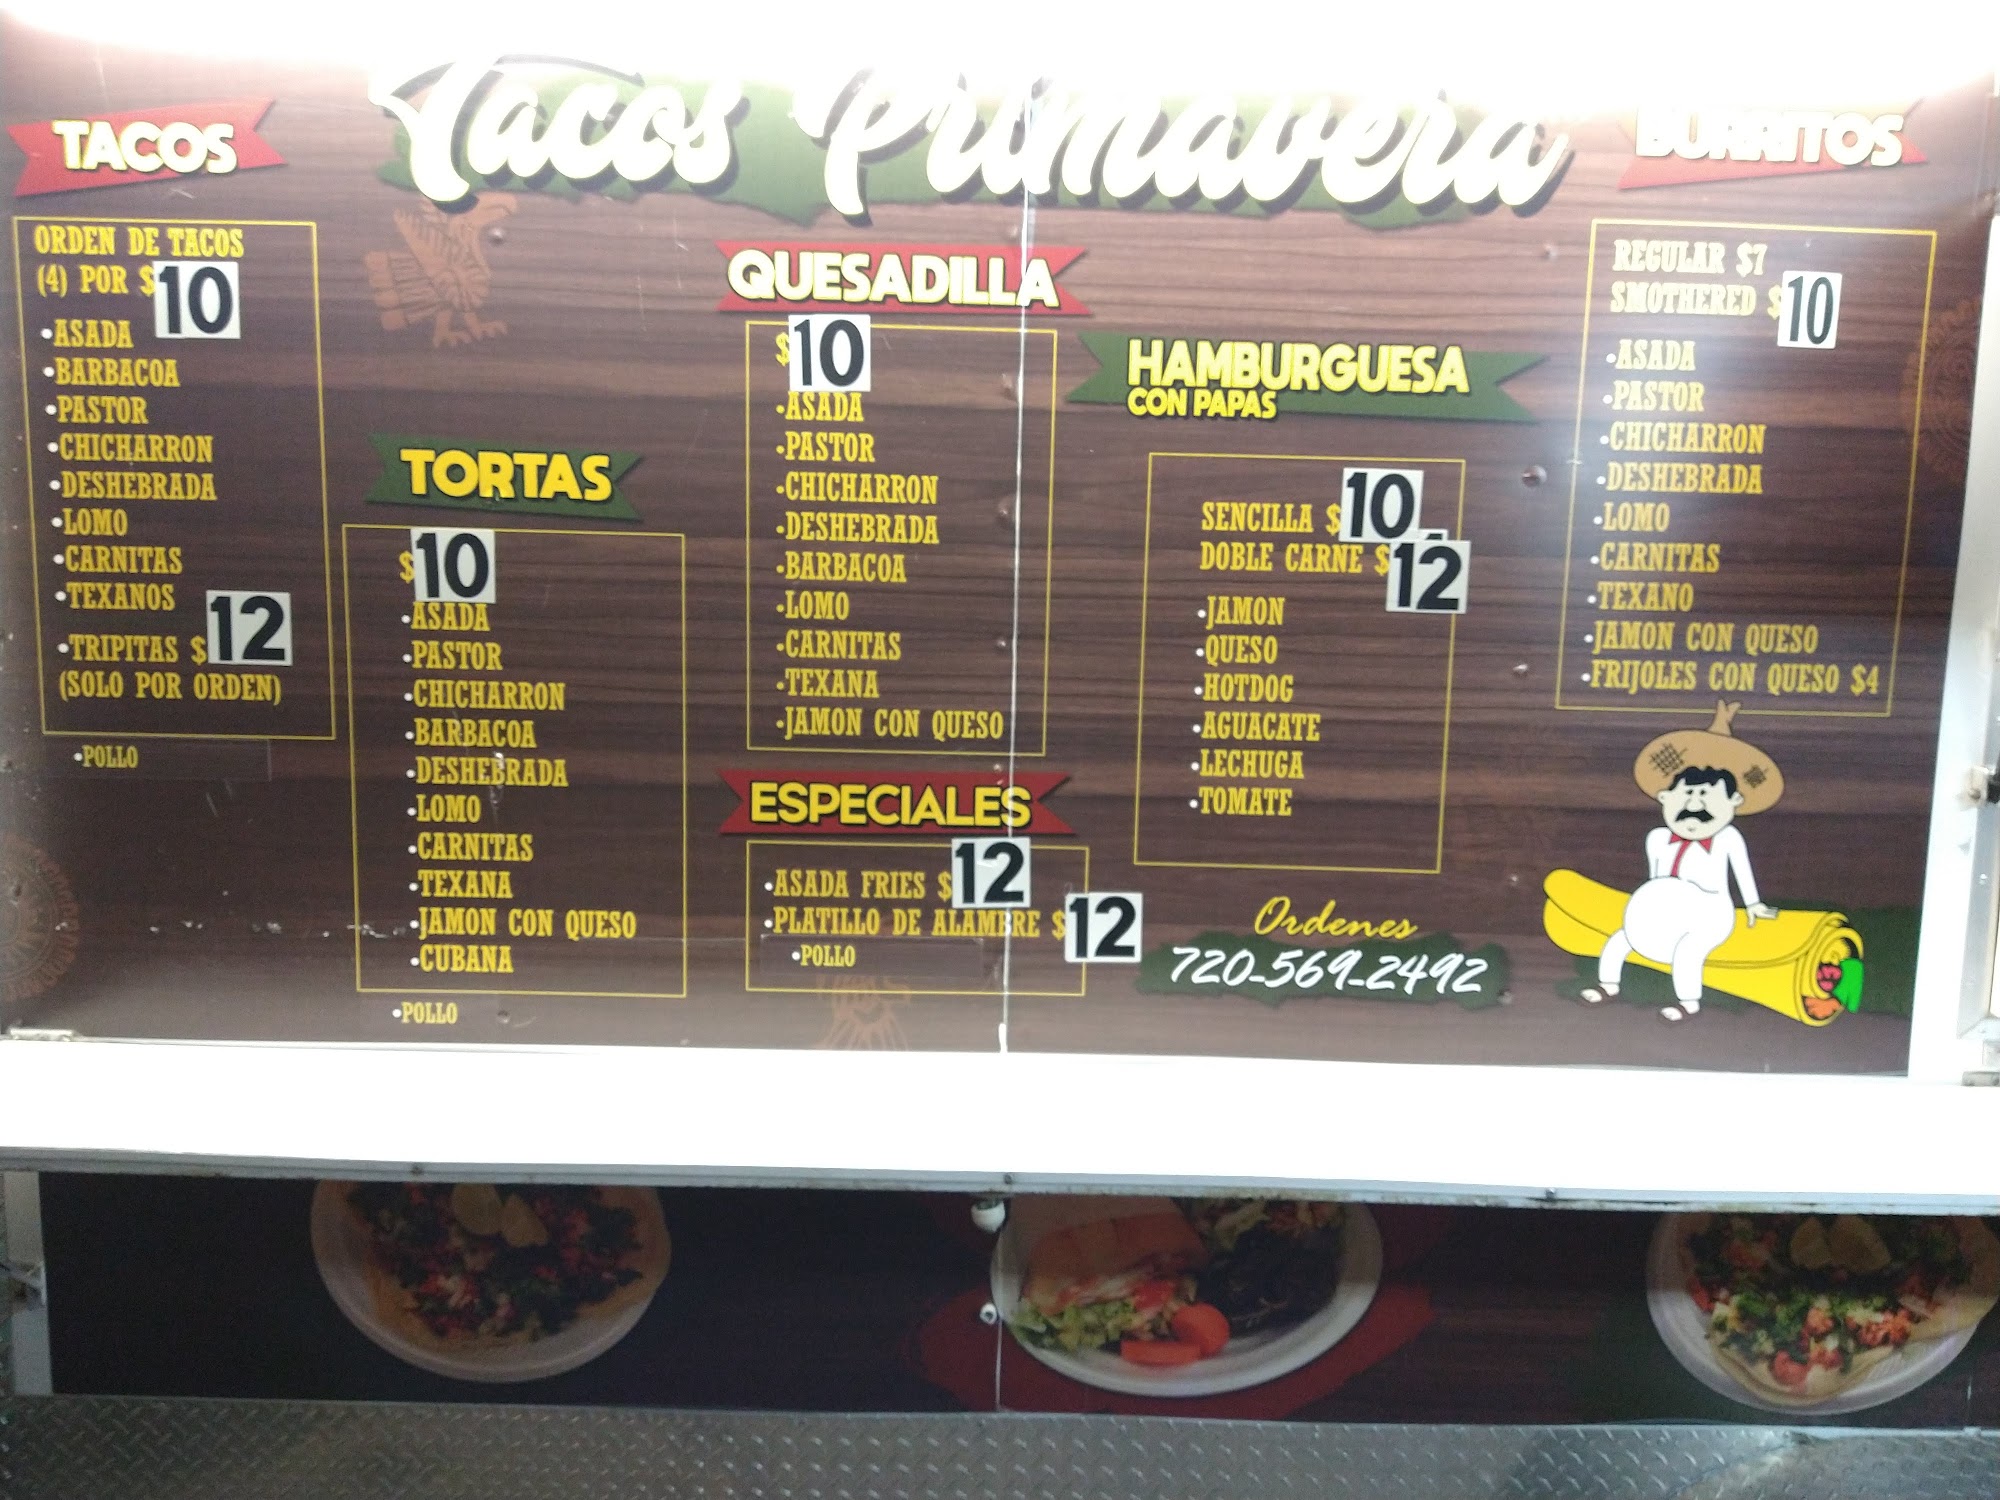 Tacos Primavera
TACOS
ORDEN DE TACOS
(4) POR $10
•ASADA
•BARBACOA
•PASTOR
•CHICHARRON
•DESHEBRADA
•LOMO
•CARNITAS
•TEXANOS
•TRIPITAS $12
(SOLO POR ORDEN)
•POLLO
TORTAS
$10
•ASADA
•PASTOR
•CHICHARRON
•BARBACOA
•DESHEBRADA
•LOMO
•CARNITAS
•TEXANA
•JAMON CON QUESO
•CUBANA
•POLLO
QUESADILLA
$10
•ASADA
•PASTOR
•CHICHARRON
•DESHEBRADA
•BARBACOA
•LOMO
•CARNITAS
•TEXANA
•JAMON CON QUESO
ESPECIALES
•ASADA FRIES $12
•PLATILLO DE ALAMBRE $12
•POLLO
HAMBURGUESA
CON PAPAS
SENCILLA $10
DOBLE CARNE $12
•JAMON
•QUESO
•HOTDOG
•AGUACATE
•LECHUGA
•TOMATE
Ordenes
720-569-2492
BURRITOS
REGULAR $7
SMOTHERED $10
•ASADA
•PASTOR
•CHICHARRON
•DESHEBRADA
•LOMO
•CARNITAS
•TEXANO
•JAMON CON QUESO
•FRIJOLES CON QUESO $4